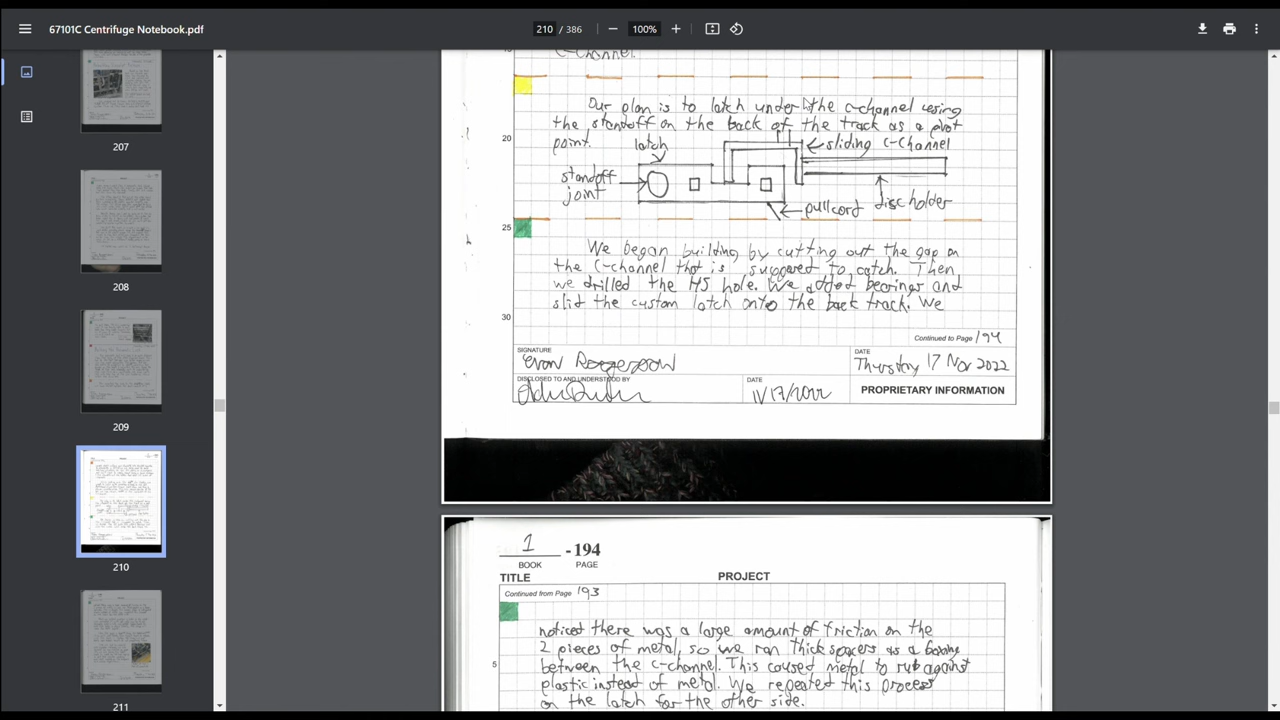 67101C Centrifuge Notebook.pdf
210 / 386
100%
207
208
209
210
211
C-channel.
Our plan is to latch under the c-channel using
20
the standoff on the back of the track as a pivot
point.
latch
sliding c-channel
standoff
joint
pullcord
disc holder
25
We began building by cutting out the gap on
the C-channel that is supposed to catch. Then
we drilled the HS hole. We added bearings and
slid the custom latch onto the back track. We
30
Continued to Page 194
SIGNATURE
Evan
DATE
Thursday 17 Nov 2022
DISCLOSED TO AND UNDERSTOOD BY
DATE
11/17/2022
PROPRIETARY INFORMATION
1 -194
BOOK PAGE
TITLE PROJECT
Continued from Page 193
noticed there was a large amount of friction on the
2 pieces of metal, so we ran thick spacers as a boxing
5
between the c-channel. This caused metal to rub against
plastic instead of metal. We repeated this process
on the latch for the other side.